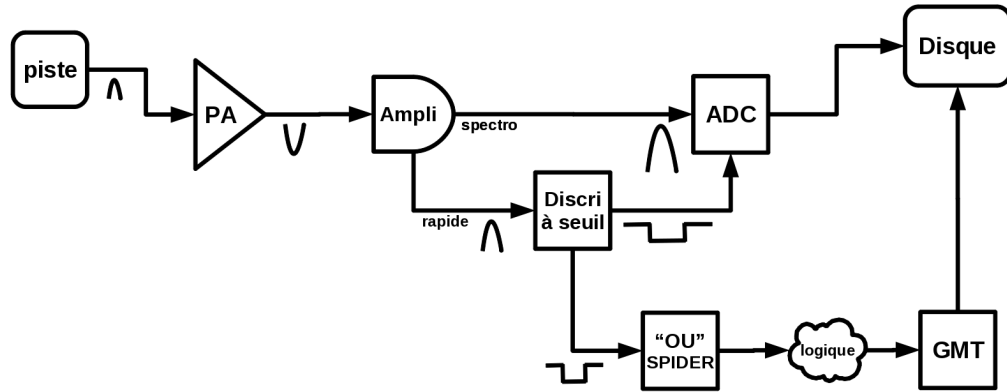 piste
PA
Ampli
spectro
ADC
Disque
rapide
Discri
à seuil
“OU”
SPIDER
logique
GMT